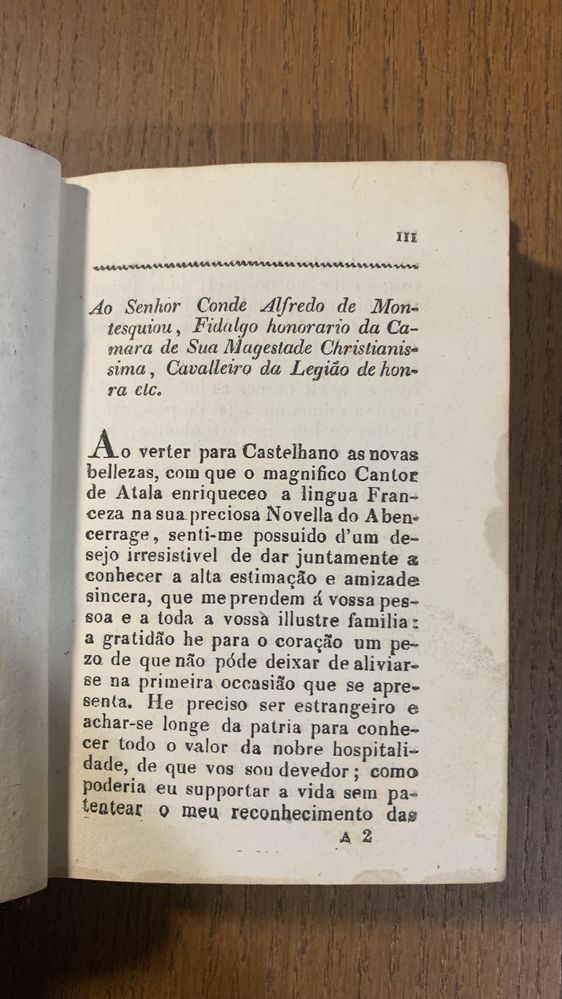 III
Ao Senhor Conde Alfredo de Mon-
tesquiou, Fidalgo honorario da Ca-
mara de Sua Magestade Christianis-
sima, Cavalleiro da Legião de hon-
ra etc.
Ao verter para Castelhano as novas
bellezas, com que o magnifico Cantor
de Atala enriqueceo a lingua Fran-
ceza na sua preciosa Novella do Aben-
cerrage, senti-me possuido d'um de-
sejo irresistivel de dar juntamente a
conhecer a alta estimação e amizade
sincera, que me prendem á vossa pes-
soa e a toda a vossa illustre familia:
a gratidão he para o coração um pe-
zo de que não póde deixar de aliviar-
se na primeira occasião que se apre-
senta. He preciso ser estrangeiro e
achar-se longe da patria para conhe-
cer todo o valor da nobre hospitali-
dade, de que vos sou devedor; como
poderia eu supportar a vida sem pa-
tentear o meu reconhecimento das
A 2